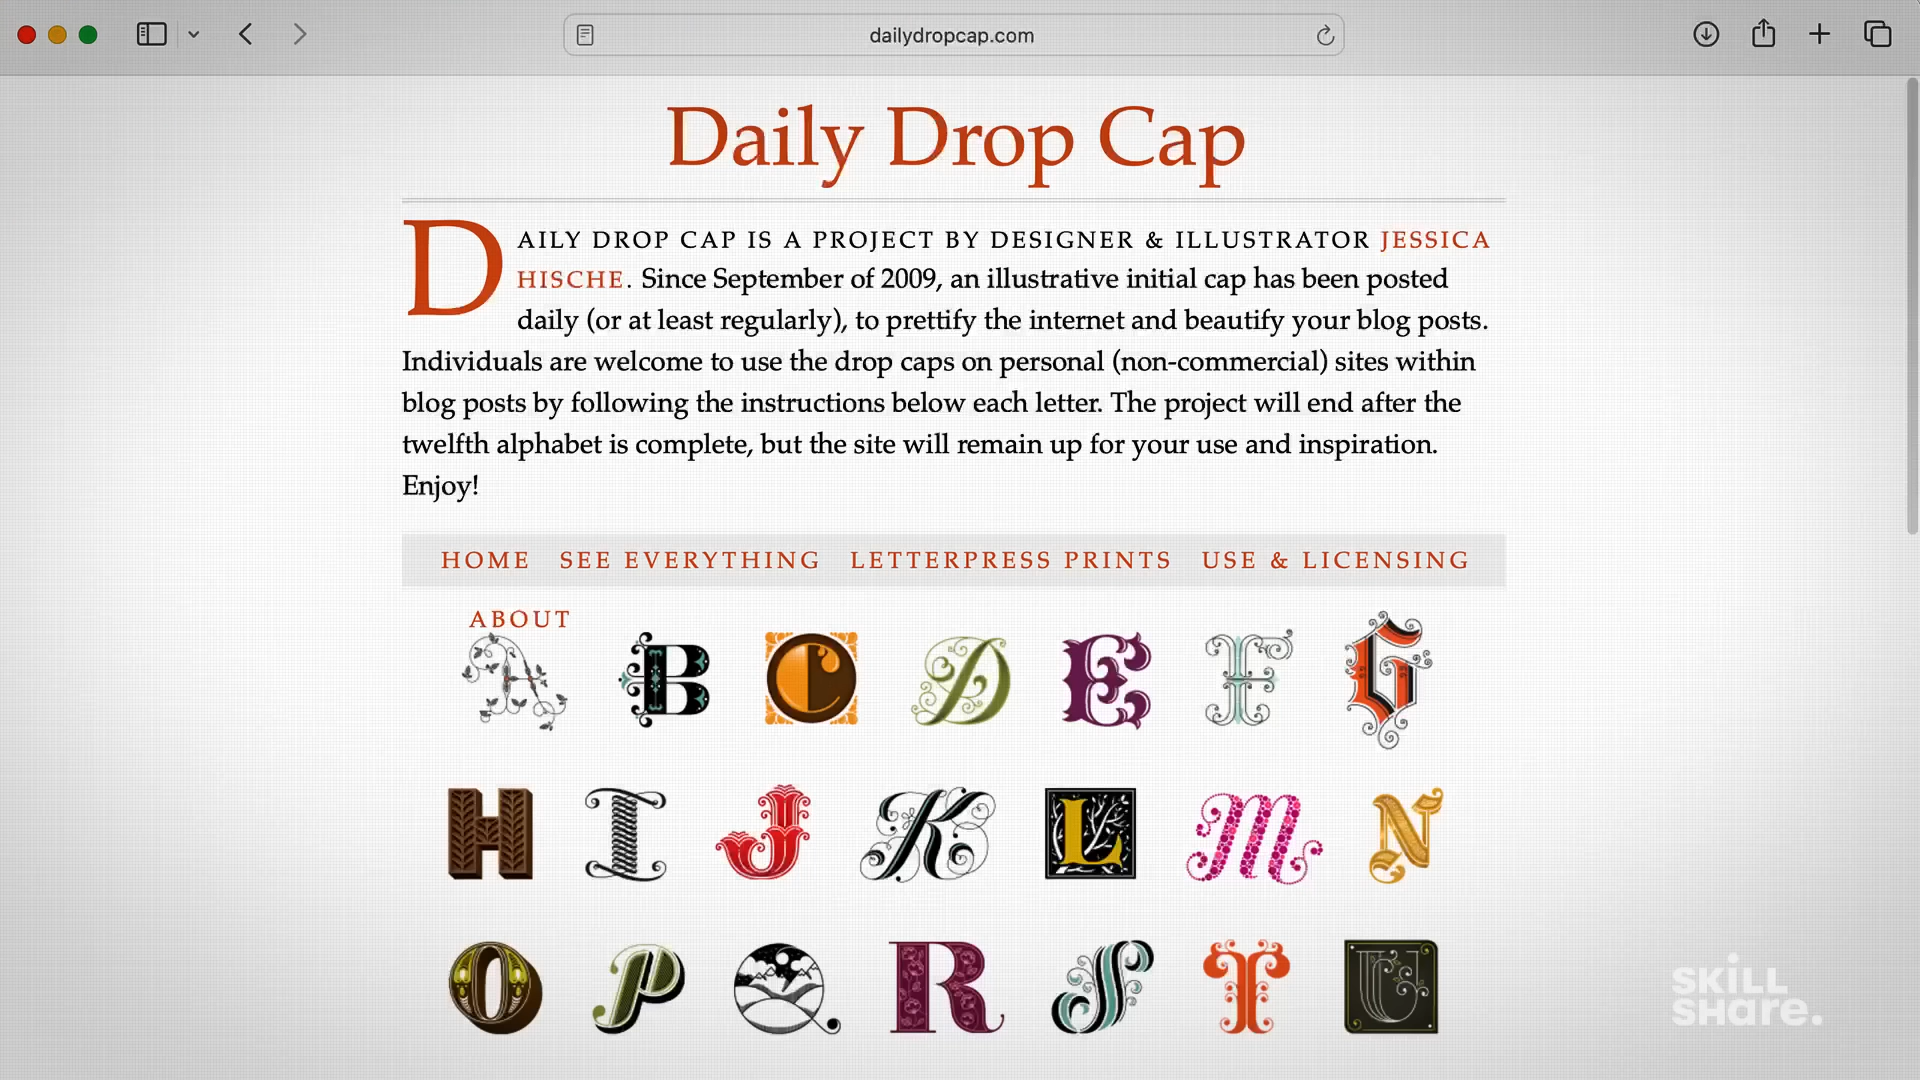 dailydropcap.com
Daily Drop Cap
DAILY DROP CAP IS A PROJECT BY DESIGNER & ILLUSTRATOR JESSICA
HISCHE. Since September of 2009, an illustrative initial cap has been posted
daily (or at least regularly), to prettify the internet and beautify your blog posts.
Individuals are welcome to use the drop caps on personal (non-commercial) sites within
blog posts by following the instructions below each letter. The project will end after the
twelfth alphabet is complete, but the site will remain up for your use and inspiration.
Enjoy!
HOME SEE EVERYTHING LETTERPRESS PRINTS USE & LICENSING
ABOUT
A B C D E F G
H I J K L M N
O P Q R S T U
SKILL
SHare.